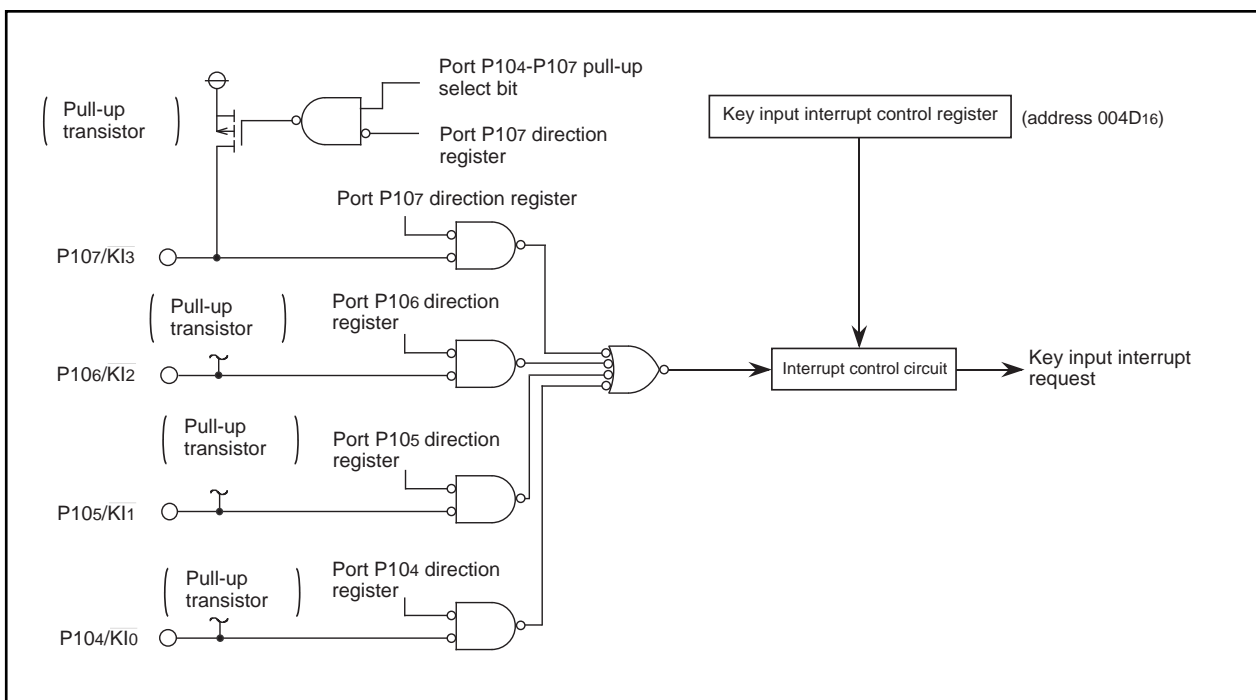 Port P104-P107 pull-up
select bit
Pull-up
transistor
Port P107 direction
register
Key input interrupt control register
(address 004D16)
Port P107 direction register
P107/KI3
Pull-up
transistor
Port P106 direction
register
P106/KI2
Interrupt control circuit
Key input interrupt
request
Pull-up
transistor
Port P105 direction
register
P105/KI1
Pull-up
transistor
Port P104 direction
register
P104/KI0